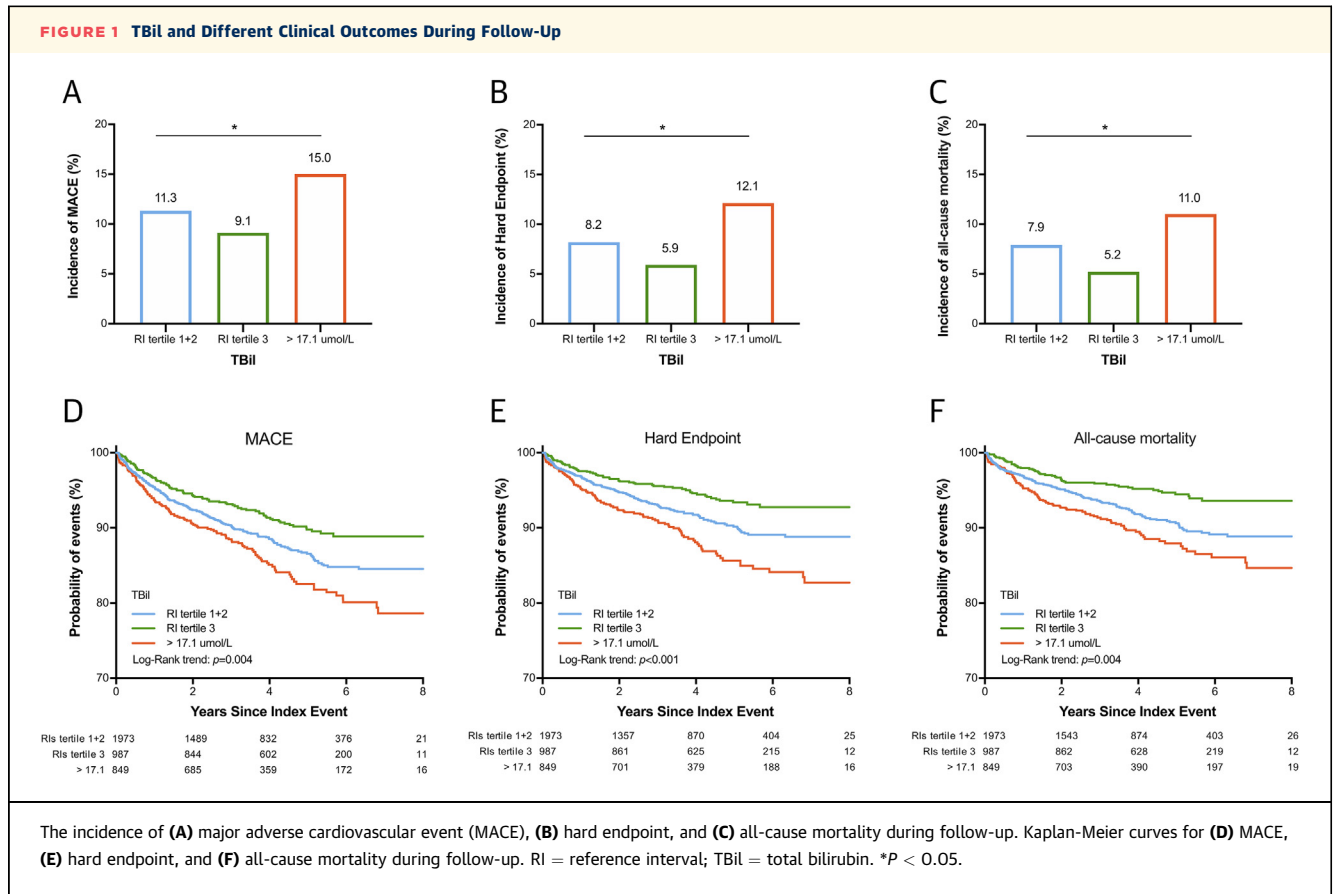 FIGURE 1 TBil and Different Clinical Outcomes During Follow-Up
A
Incidence of MACE (%)
20
15
10
5
0
*
11.3
9.1
15.0
RI tertile 1+2 RI tertile 3 > 17.1 umol/L
TBil
B
Incidence of Hard Endpoint (%)
20
15
10
5
0
*
8.2
5.9
12.1
RI tertile 1+2 RI tertile 3 > 17.1 umol/L
TBil
C
Incidence of all-cause mortality (%)
20
15
10
5
0
*
7.9
5.2
11.0
RI tertile 1+2 RI tertile 3 > 17.1 umol/L
TBil
D
MACE
Probability of events (%)
100
90
80
70
TBil
RI tertile 1+2
RI tertile 3
> 17.1 umol/L
Log-Rank trend: p=0.004
0 2 4 6 8
Years Since Index Event
RIs tertile 1+2 1973 1489 832 376 21
RIs tertile 3 987 844 602 200 11
> 17.1 849 685 359 172 16
E
Hard Endpoint
Probability of events (%)
100
90
80
70
TBil
RI tertile 1+2
RI tertile 3
> 17.1 umol/L
Log-Rank trend: p<0.001
0 2 4 6 8
Years Since Index Event
RIs tertile 1+2 1973 1357 870 404 25
RIs tertile 3 987 861 625 215 12
> 17.1 849 701 379 188 16
F
All-cause mortality
Probability of events (%)
100
90
80
70
TBil
RI tertile 1+2
RI tertile 3
> 17.1 umol/L
Log-Rank trend: p=0.004
0 2 4 6 8
Years Since Index Event
RIs tertile 1+2 1973 1543 874 403 26
RIs tertile 3 987 862 628 219 12
> 17.1 849 703 390 197 19
The incidence of (A) major adverse cardiovascular event (MACE), (B) hard endpoint, and (C) all-cause mortality during follow-up. Kaplan-Meier curves for (D) MACE,
(E) hard endpoint, and (F) all-cause mortality during follow-up. RI = reference interval; TBil = total bilirubin. *P < 0.05.